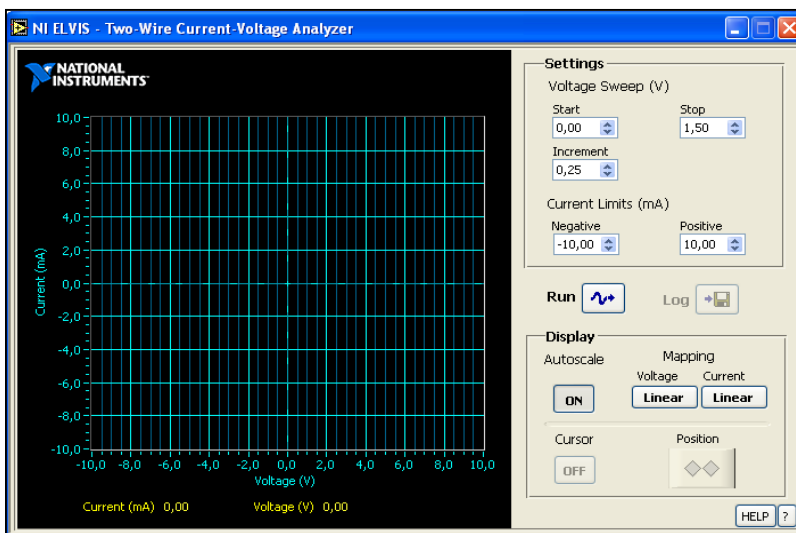 NI ELVIS - Two-Wire Current-Voltage Analyzer
NATIONAL
INSTRUMENTS
10,0
8,0
6,0
4,0
2,0
0,0
-2,0
-4,0
-6,0
-8,0
-10,0
Current (mA)
-10,0 -8,0 -6,0 -4,0 -2,0 0,0 2,0 4,0 6,0 8,0 10,0
Voltage (V)
Current (mA) 0,00 Voltage (V) 0,00
Settings
Voltage Sweep (V)
Start Stop
0,00 1,50
Increment
0,25
Current Limits (mA)
Negative Positive
-10,00 10,00
Run Log
Display
Autoscale Mapping
Voltage Current
ON Linear Linear
Cursor Position
OFF
HELP ?